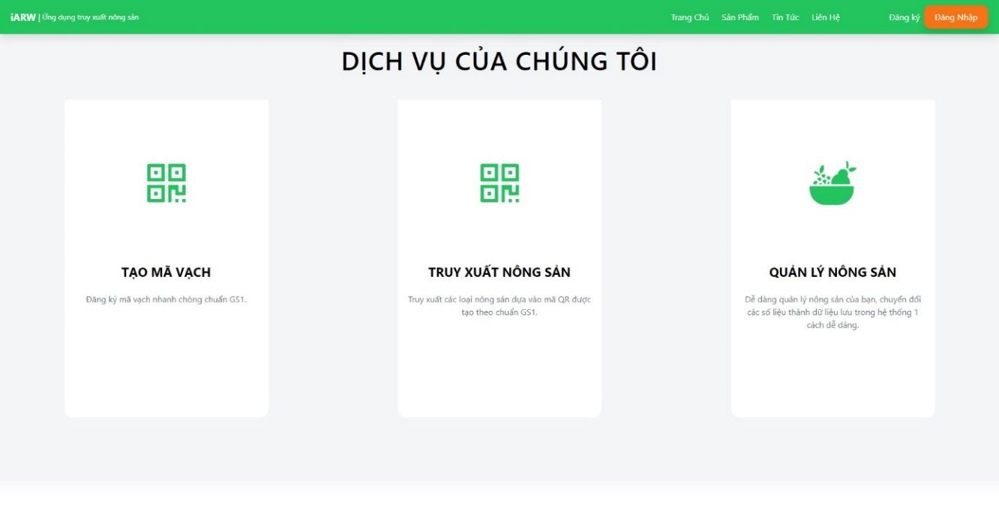 iARW | Ứng dụng truy xuất nông sản
Trang Chủ Sản Phẩm Tin Tức Liên Hệ Đăng ký Đăng Nhập
DỊCH VỤ CỦA CHÚNG TÔI
TẠO MÃ VẠCH
Đăng ký mã vạch nhanh chóng chuẩn GS1.
TRUY XUẤT NÔNG SẢN
Truy xuất các loại nông sản dựa vào mã QR được
tạo theo chuẩn GS1.
QUẢN LÝ NÔNG SẢN
Dễ dàng quản lý nông sản của bạn, chuyển đổi
các số liệu thành dữ liệu lưu trong hệ thống 1
cách dễ dàng.